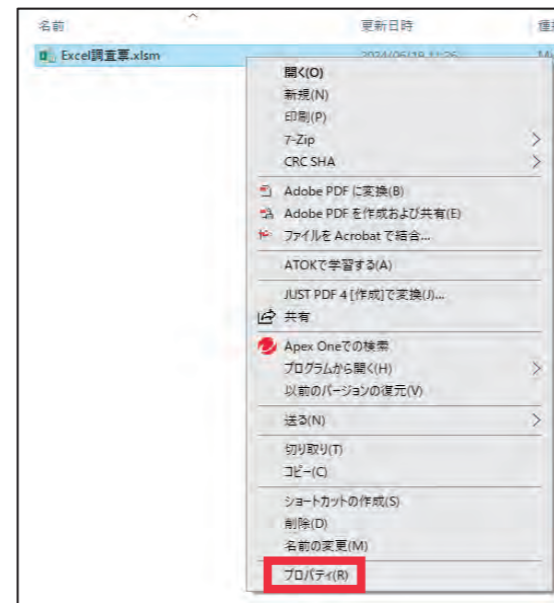 名前 更新日時
Excel調査票.xlsm
開く(O)
新規(N)
印刷(P)
7-Zip
CRC SHA
Adobe PDF に変換(B)
Adobe PDF を作成および共有(E)
ファイルを Acrobat で結合...
ATOKで学習する(A)
JUST PDF 4 [作成]で変換(J)...
共有
Apex Oneでの検索
プログラムから開く(H)
以前のバージョンの復元(V)
送る(N)
切り取り(T)
コピー(C)
ショートカットの作成(S)
削除(D)
名前の変更(M)
プロパティ(R)